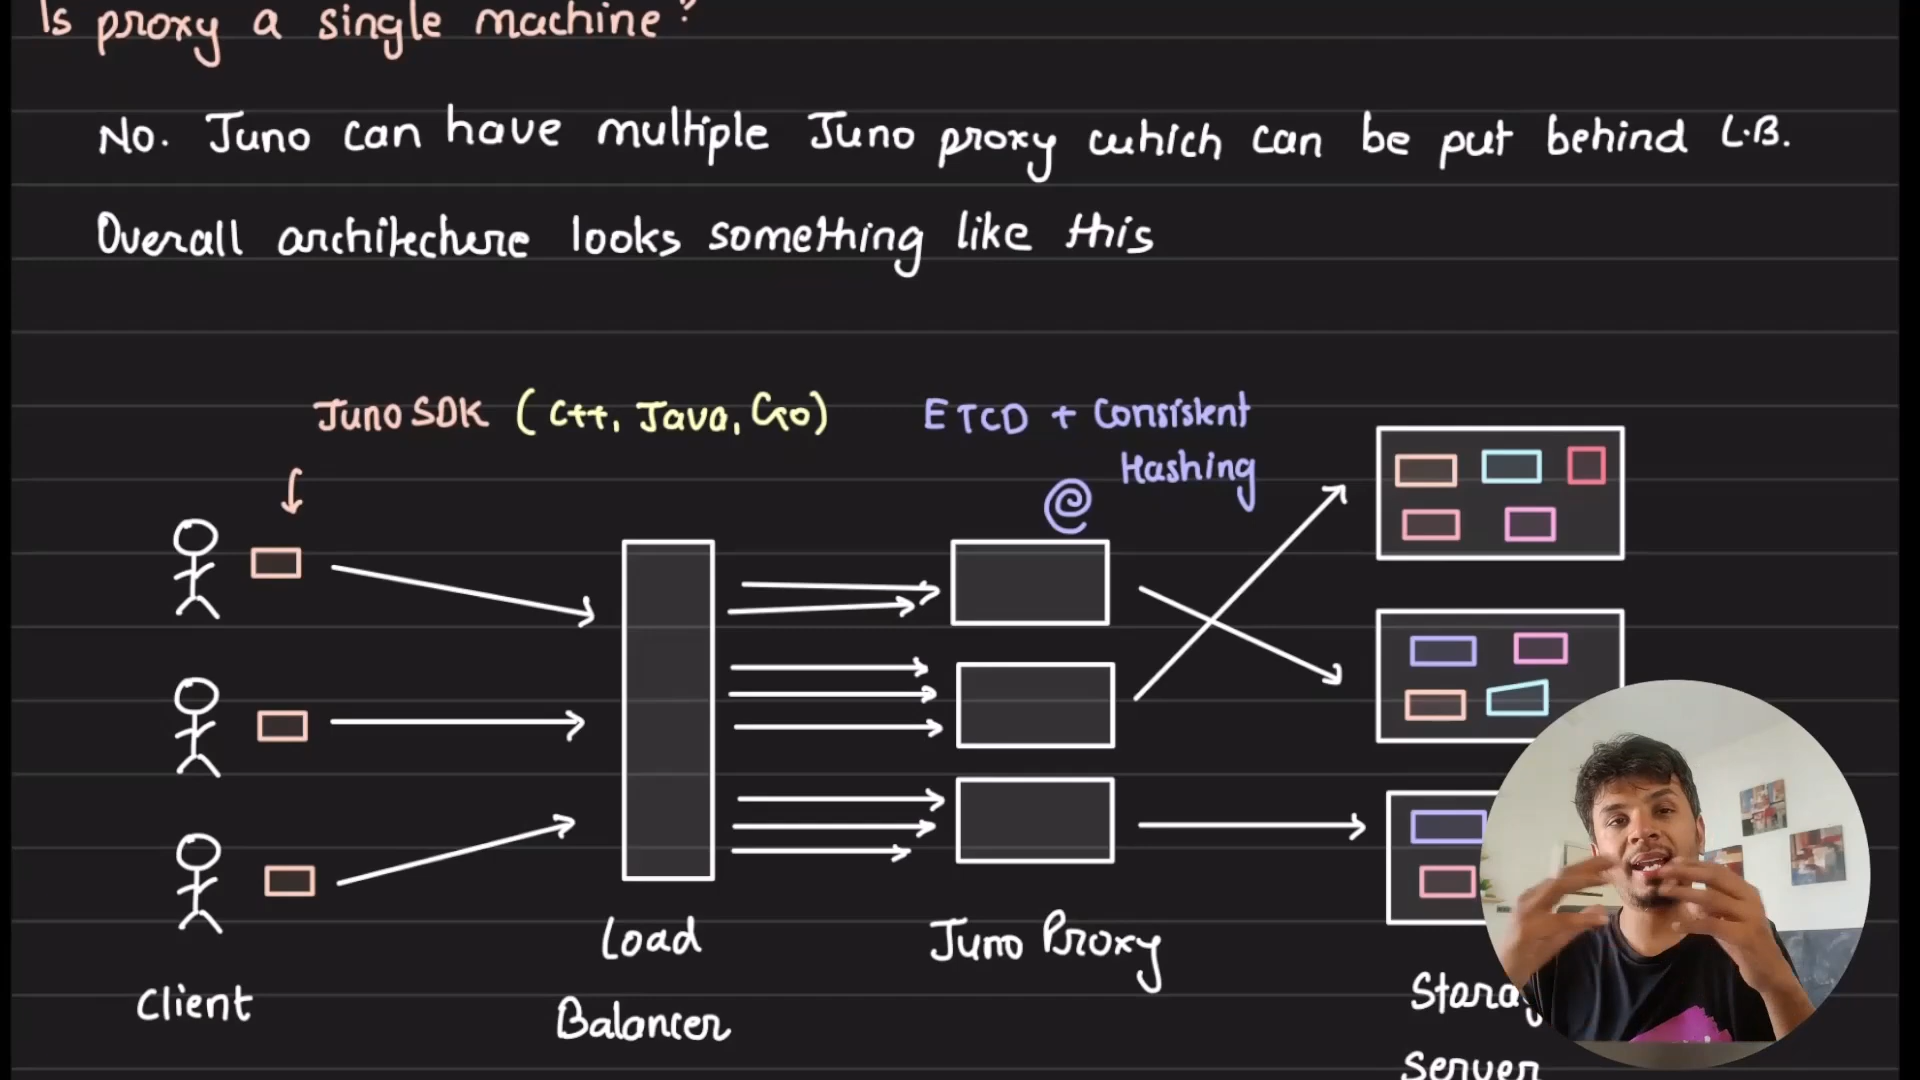 Is proxy a single machine?
No. Juno can have multiple Juno proxy which can be put behind L.B.
Overall architechure looks something like this
Juno SDK (C++, Java, Go)
ETCD + Consistent
Hashing
Client
Load
Balancer
Juno Proxy
Server